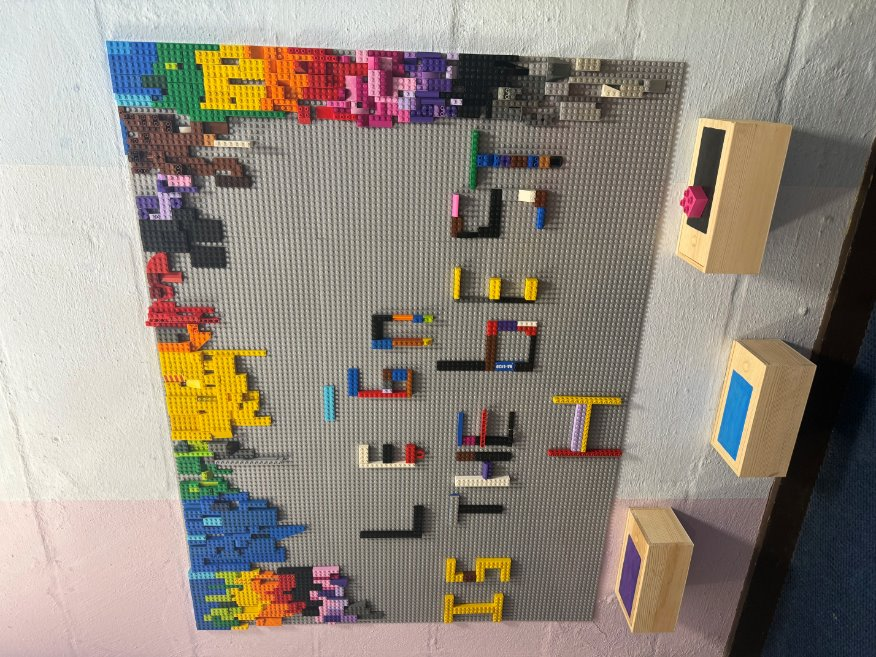 LEGO
IS THE bEST
H